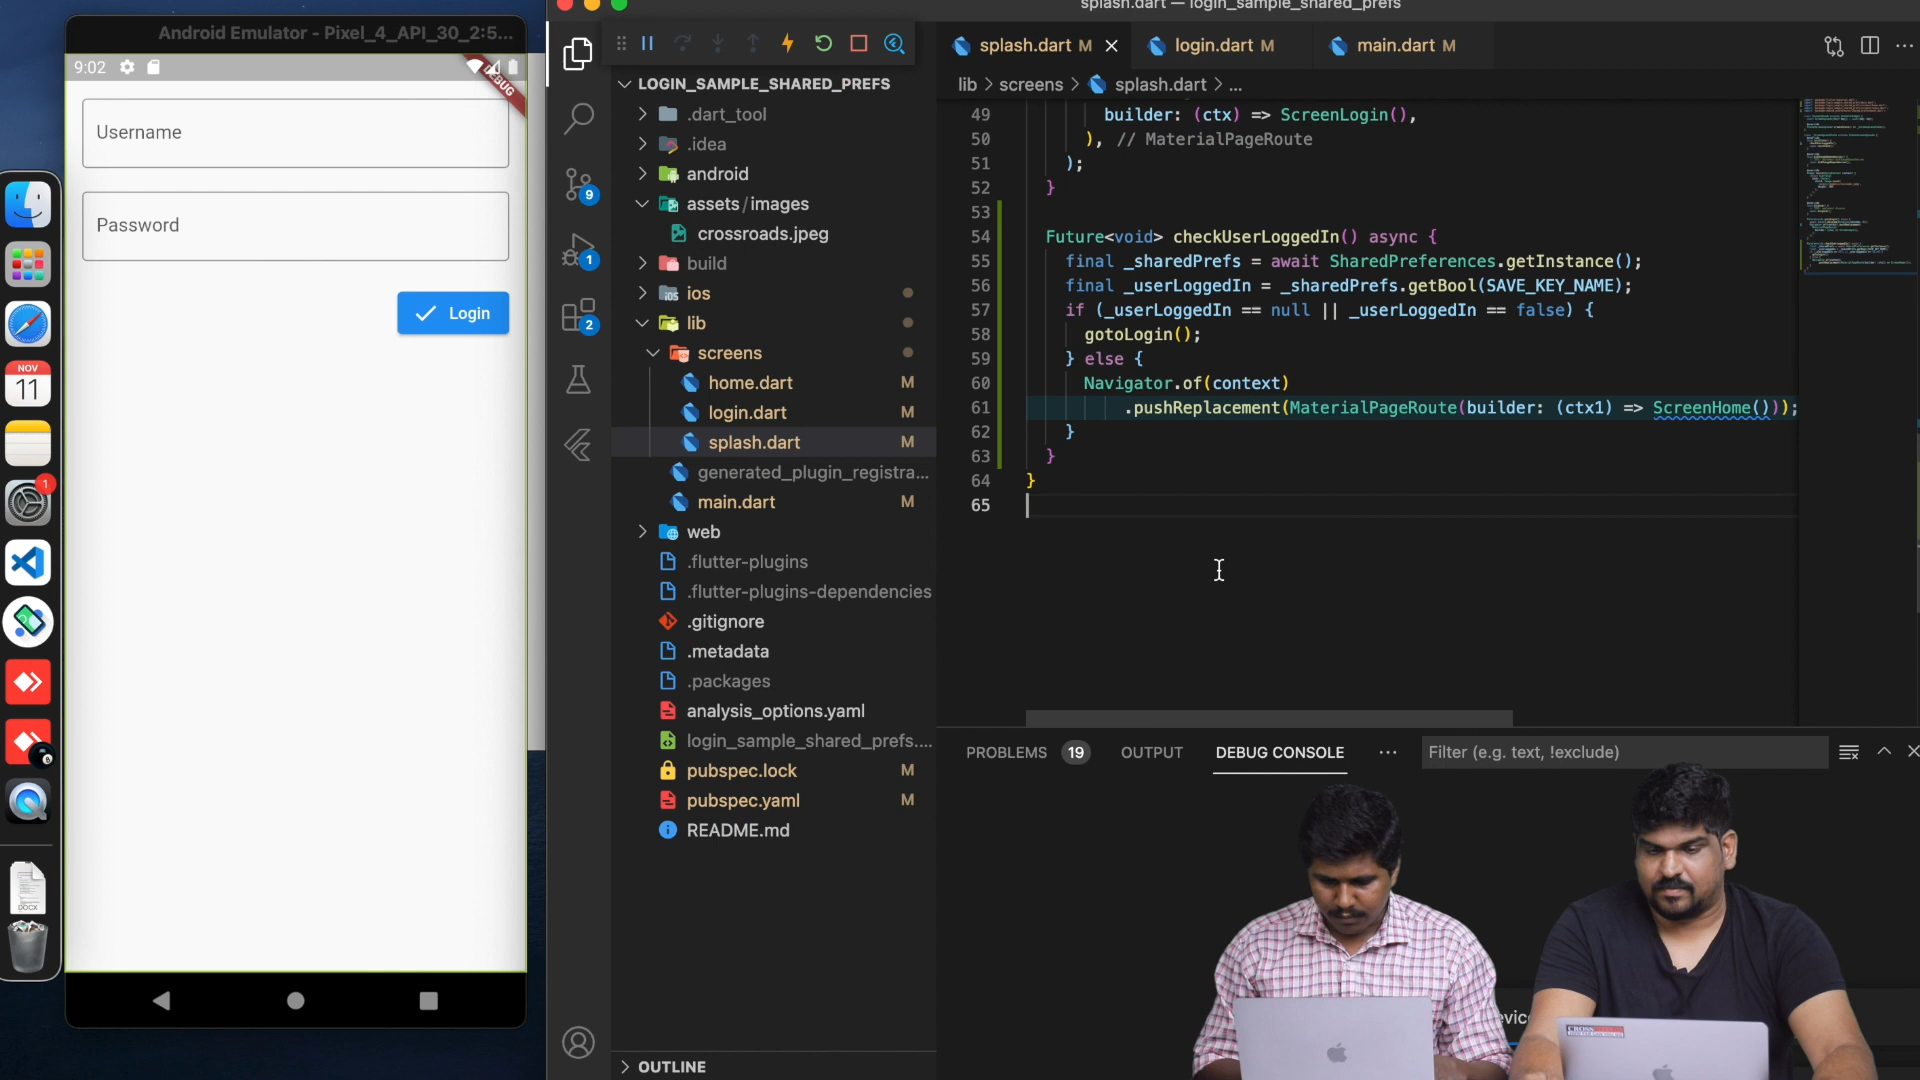 Android Emulator - Pixel_4_API_30_2:5...
9:02
DEBUG
Username
Password
Login
NOV
11
1
DOCX
9
1
2
splash.dart — login_sample_shared_prefs
LOGIN_SAMPLE_SHARED_PREFS
.dart_tool
.idea
android
assets/images
crossroads.jpeg
build
ios
lib
screens
home.dart M
login.dart M
splash.dart M
generated_plugin_registra...
main.dart M
web
.flutter-plugins
.flutter-plugins-dependencies
.gitignore
.metadata
.packages
analysis_options.yaml
login_sample_shared_prefs....
pubspec.lock M
pubspec.yaml M
README.md
OUTLINE
splash.dart M
login.dart M
main.dart M
lib > screens > splash.dart > ...
49 builder: (ctx) => ScreenLogin(),
50 ), // MaterialPageRoute
51 );
52 }
53
54 Future<void> checkUserLoggedIn() async {
55 final _sharedPrefs = await SharedPreferences.getInstance();
56 final _userLoggedIn = _sharedPrefs.getBool(SAVE_KEY_NAME);
57 if (_userLoggedIn == null || _userLoggedIn == false) {
58 gotoLogin();
59 } else {
60 Navigator.of(context)
61 .pushReplacement(MaterialPageRoute(builder: (ctx1) => ScreenHome()));
62 }
63 }
64 }
65
PROBLEMS 19 OUTPUT DEBUG CONSOLE ... Filter (e.g. text, !exclude)